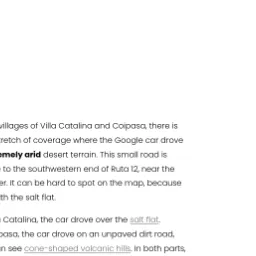 villages of Villa Catalina and Coipasa, there is
tretch of coverage where the Google car drove
emely arid desert terrain. This small road is
to the southwestern end of Ruta 12, near the
er. It can be hard to spot on the map, because
th the salt flat.
Catalina, the car drove over the salt flat.
pasa, the car drove on an unpaved dirt road,
n see cone-shaped volcanic hills. In both parts,